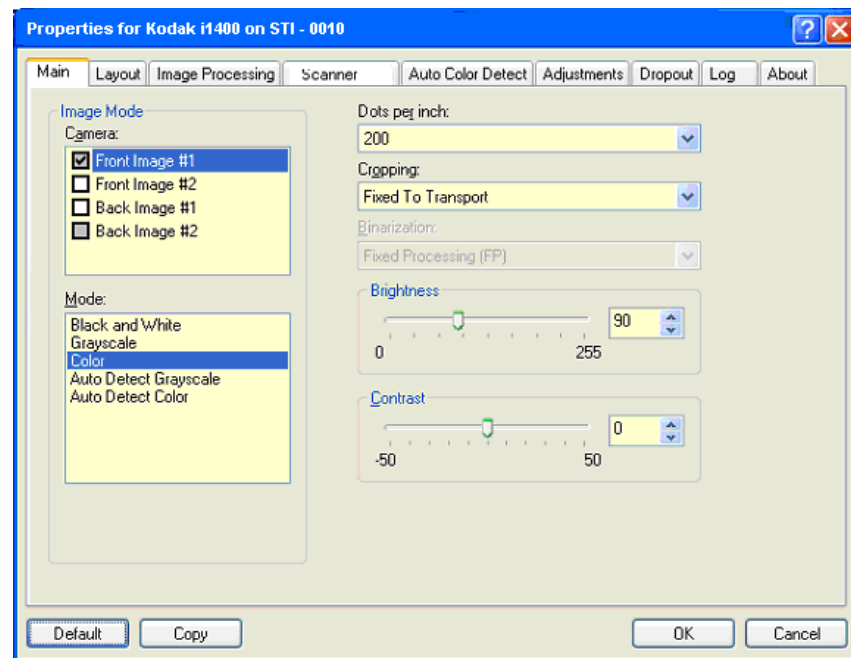 Properties for Kodak i1400 on STI - 0010
Main Layout Image Processing Scanner Auto Color Detect Adjustments Dropout Log About
Image Mode
Camera:
Front Image #1
Front Image #2
Back Image #1
Back Image #2
Mode:
Black and White
Grayscale
Color
Auto Detect Grayscale
Auto Detect Color
Dots per inch:
200
Cropping:
Fixed To Transport
Binarization:
Fixed Processing (FP)
Brightness
90
0 255
Contrast
0
-50 50
Default Copy OK Cancel